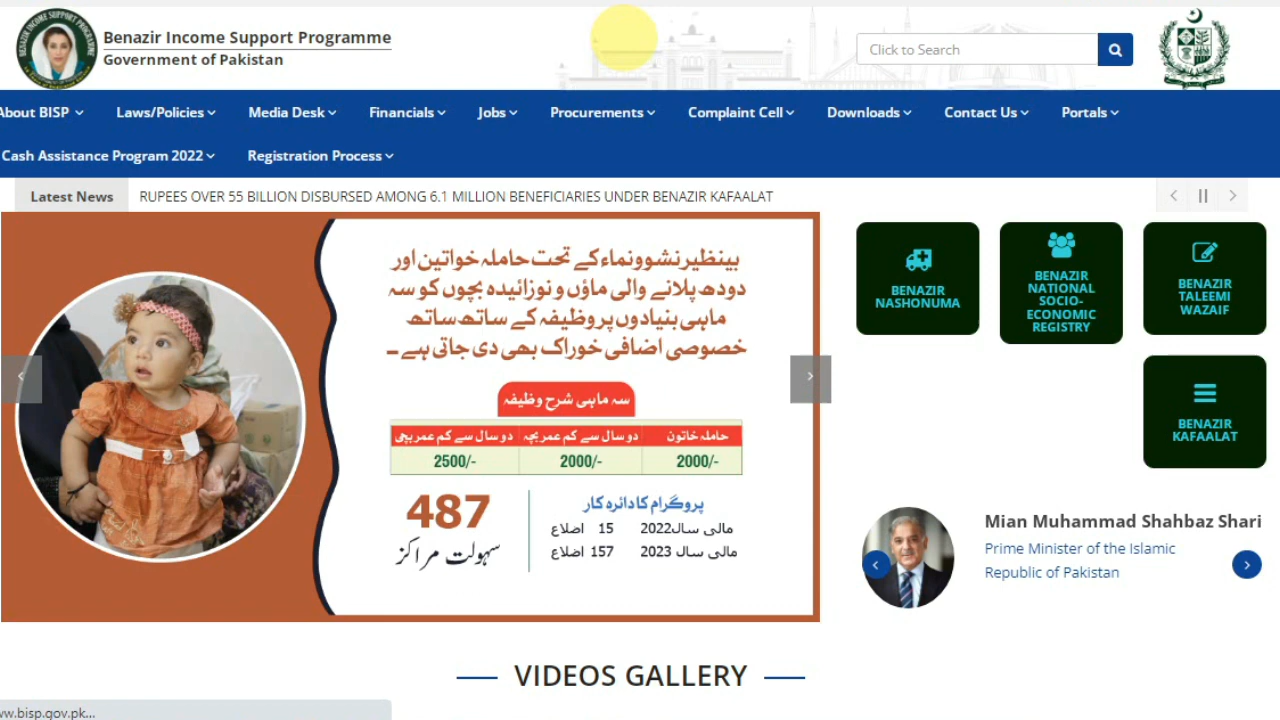 Benazir Income Support Programme
Government of Pakistan
Click to Search
About BISP
Laws/Policies
Media Desk
Financials
Jobs
Procurements
Complaint Cell
Downloads
Contact Us
Portals
Cash Assistance Program 2022
Registration Process
Latest News
RUPEES OVER 55 BILLION DISBURSED AMONG 6.1 MILLION BENEFICIARIES UNDER BENAZIR KAFAALAT
بینظیر نشوونماء کے تحت حاملہ خواتین اور
دودھ پلانے والی ماؤں و نوزائیدہ بچوں کو سہ
ماہی بنیادوں پر وظیفہ کے ساتھ ساتھ
خصوصی اضافی خوراک بھی دی جاتی ہے ۔
سہ ماہی شرح وظیفہ
حاملہ خاتون
دو سال سے کم عمر بچہ
دو سال سے کم عمر بچی
2000/-
2000/-
2500/-
پروگرام کا دائرہ کار
مالی سال2022 15 اضلاع
مالی سال 2023 157 اضلاع
487
سہولت مراکز
BENAZIR
NASHONUMA
BENAZIR
NATIONAL
SOCIO-
ECONOMIC
REGISTRY
BENAZIR
TALEEMI
WAZAIF
BENAZIR
KAFAALAT
Mian Muhammad Shahbaz Shari
Prime Minister of the Islamic
Republic of Pakistan
VIDEOS GALLERY
ww.bisp.gov.pk...